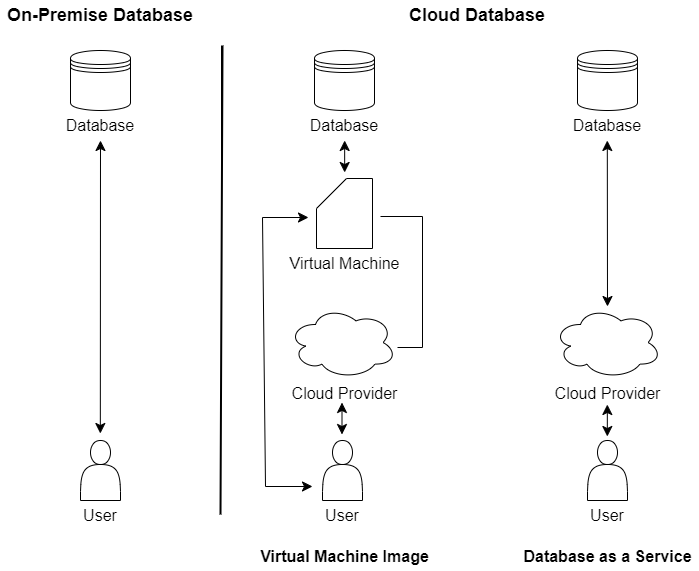 On-Premise Database
Cloud Database
Database
Database
Database
Virtual Machine
Cloud Provider
Cloud Provider
User
User
User
Virtual Machine Image
Database as a Service